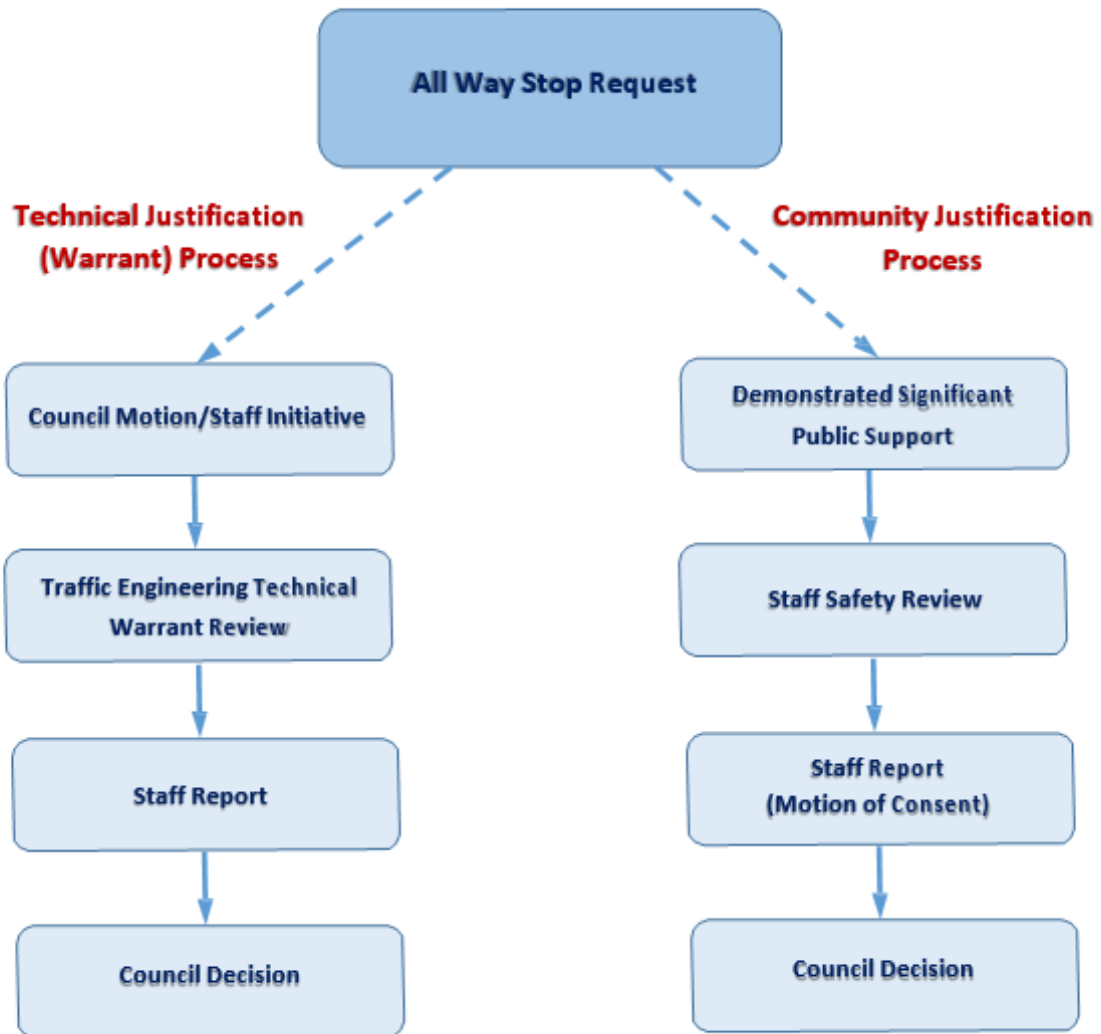 All Way Stop Request
Technical Justification
(Warrant) Process
Community Justification
Process
Council Motion/Staff Initiative
Demonstrated Significant
Public Support
Traffic Engineering Technical
Warrant Review
Staff Safety Review
Staff Report
Staff Report
(Motion of Consent)
Council Decision
Council Decision